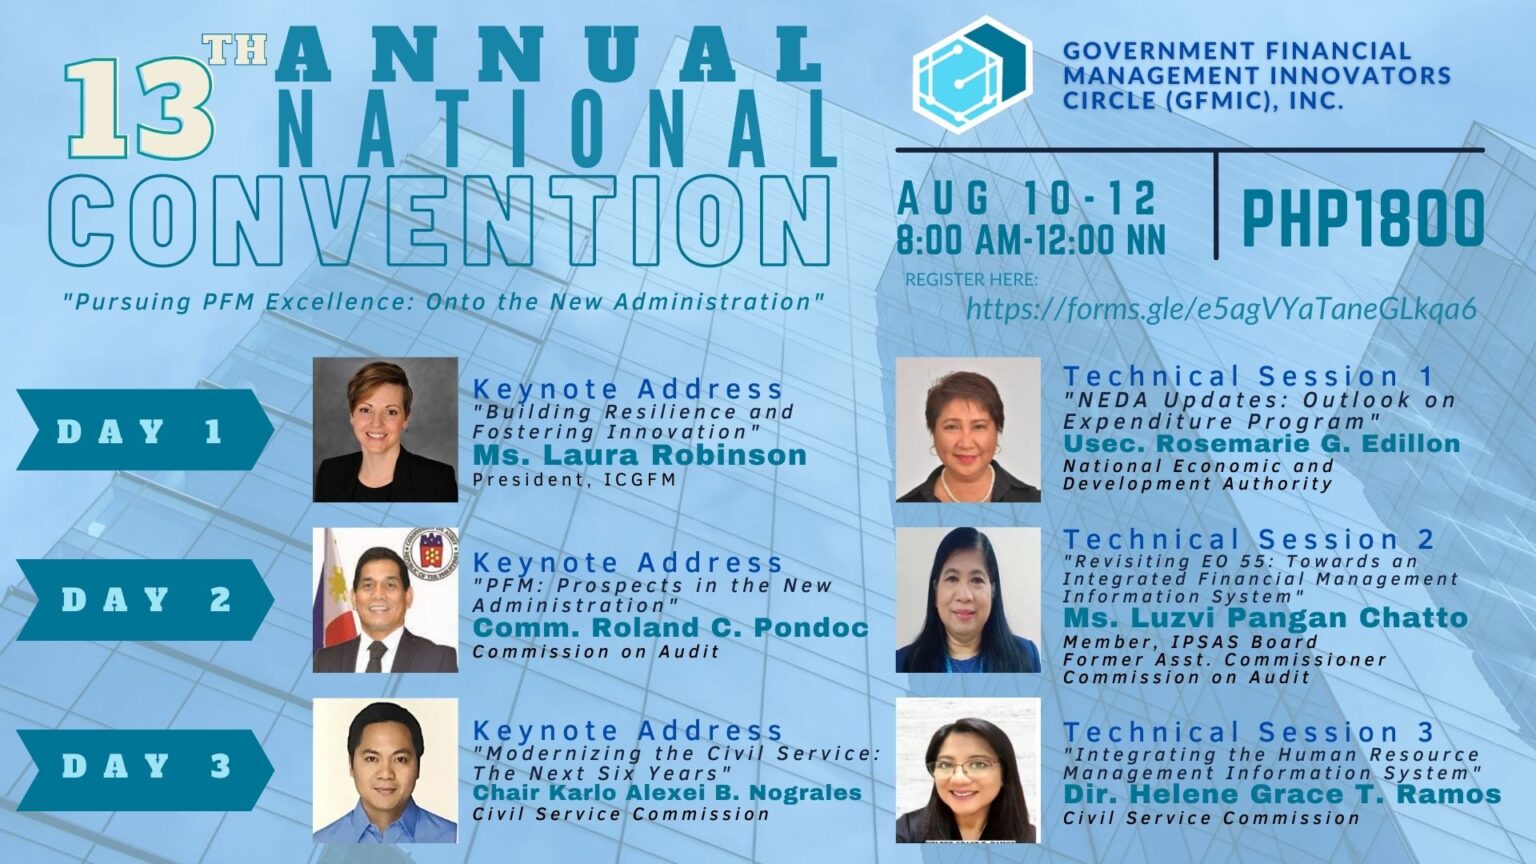 13TH ANNUAL
NATIONAL
CONVENTION
"Pursuing PFM Excellence: Onto the New Administration"
GOVERNMENT FINANCIAL
MANAGEMENT INNOVATORS
CIRCLE (GFMIC), INC.
AUG 10-12
8:00 AM-12:00 NN
PHP1800
REGISTER HERE:
https://forms.gle/e5agVYaTaneGLkqa6
DAY 1
Keynote Address
"Building Resilience and
Fostering Innovation"
Ms. Laura Robinson
President, ICGFM
Technical Session 1
"NEDA Updates: Outlook on
Expenditure Program"
Usec. Rosemarie G. Edillon
National Economic and
Development Authority
DAY 2
Keynote Address
"PFM: Prospects in the New
Administration"
Comm. Roland C. Pondoc
Commission on Audit
Technical Session 2
"Revisiting EO 55: Towards an
Integrated Financial Management
Information System"
Ms. Luzvi Pangan Chatto
Member, IPSAS Board
Former Asst. Commissioner
Commission on Audit
DAY 3
Keynote Address
"Modernizing the Civil Service:
The Next Six Years"
Chair Karlo Alexei B. Nograles
Civil Service Commission
Technical Session 3
"Integrating the Human Resource
Management Information System"
Dir. Helene Grace T. Ramos
Civil Service Commission